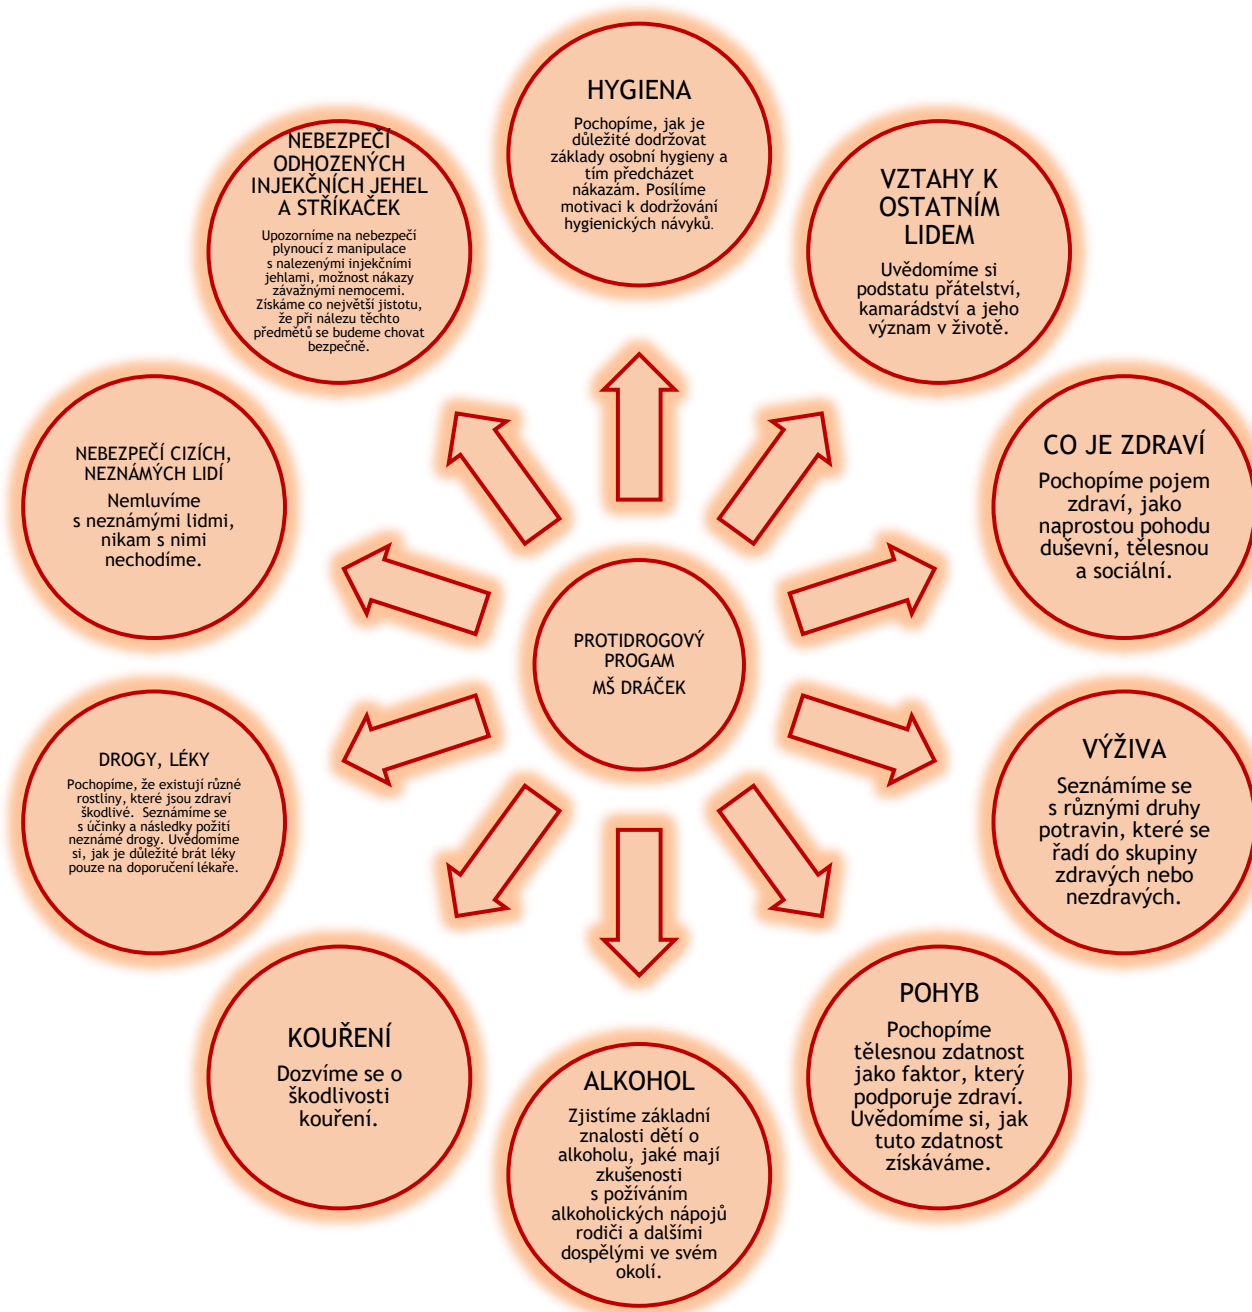 HYGIENA
Pochopíme, jak je
důležité dodržovat
základy osobní hygieny a
tím předcházet
nákazám. Posílíme
motivaci k dodržování
hygienických návyků.
VZTAHY K
OSTATNÍM
LIDEM
Uvědomíme si
podstatu přátelství,
kamarádství a jeho
význam v životě.
CO JE ZDRAVÍ
Pochopíme pojem
zdraví, jako
naprostou pohodu
duševní, tělesnou
a sociální.
VÝŽIVA
Seznámíme se
s různými druhy
potravin, které se
řadí do skupiny
zdravých nebo
nezdravých.
POHYB
Pochopíme
tělesnou zdatnost
jako faktor, který
podporuje zdraví.
Uvědomíme si, jak
tuto zdatnost
získáváme.
ALKOHOL
Zjistíme základní
znalosti dětí o
alkoholu, jaké mají
zkušenosti
s požíváním
alkoholických nápojů
rodiči a dalšími
dospělými ve svém
okolí.
KOUŘENÍ
Dozvíme se o
škodlivosti
kouření.
DROGY, LÉKY
Pochopíme, že existují různé
rostliny, které jsou zdraví
škodlivé. Seznámíme se
s účinky a následky požití
neznámé drogy. Uvědomíme
si, jak je důležité brát léky
pouze na doporučení lékaře.
NEBEZPEČÍ CIZÍCH,
NEZNÁMÝCH LIDÍ
Nemluvíme
s neznámými lidmi,
nikam s nimi
nechodíme.
NEBEZPEČÍ
ODHOZENÝCH
INJEKČNÍCH JEHEL
A STŘÍKAČEK
Upozorníme na nebezpečí
plynoucí z manipulace
s nalezenými injekčními
jehlami, možnost nákazy
závažnými nemocemi.
Získáme co největší jistotu,
že při nálezu těchto
předmětů se budeme chovat
bezpečně.
PROTIDROGOVÝ
PROGAM
MŠ DRÁČEK